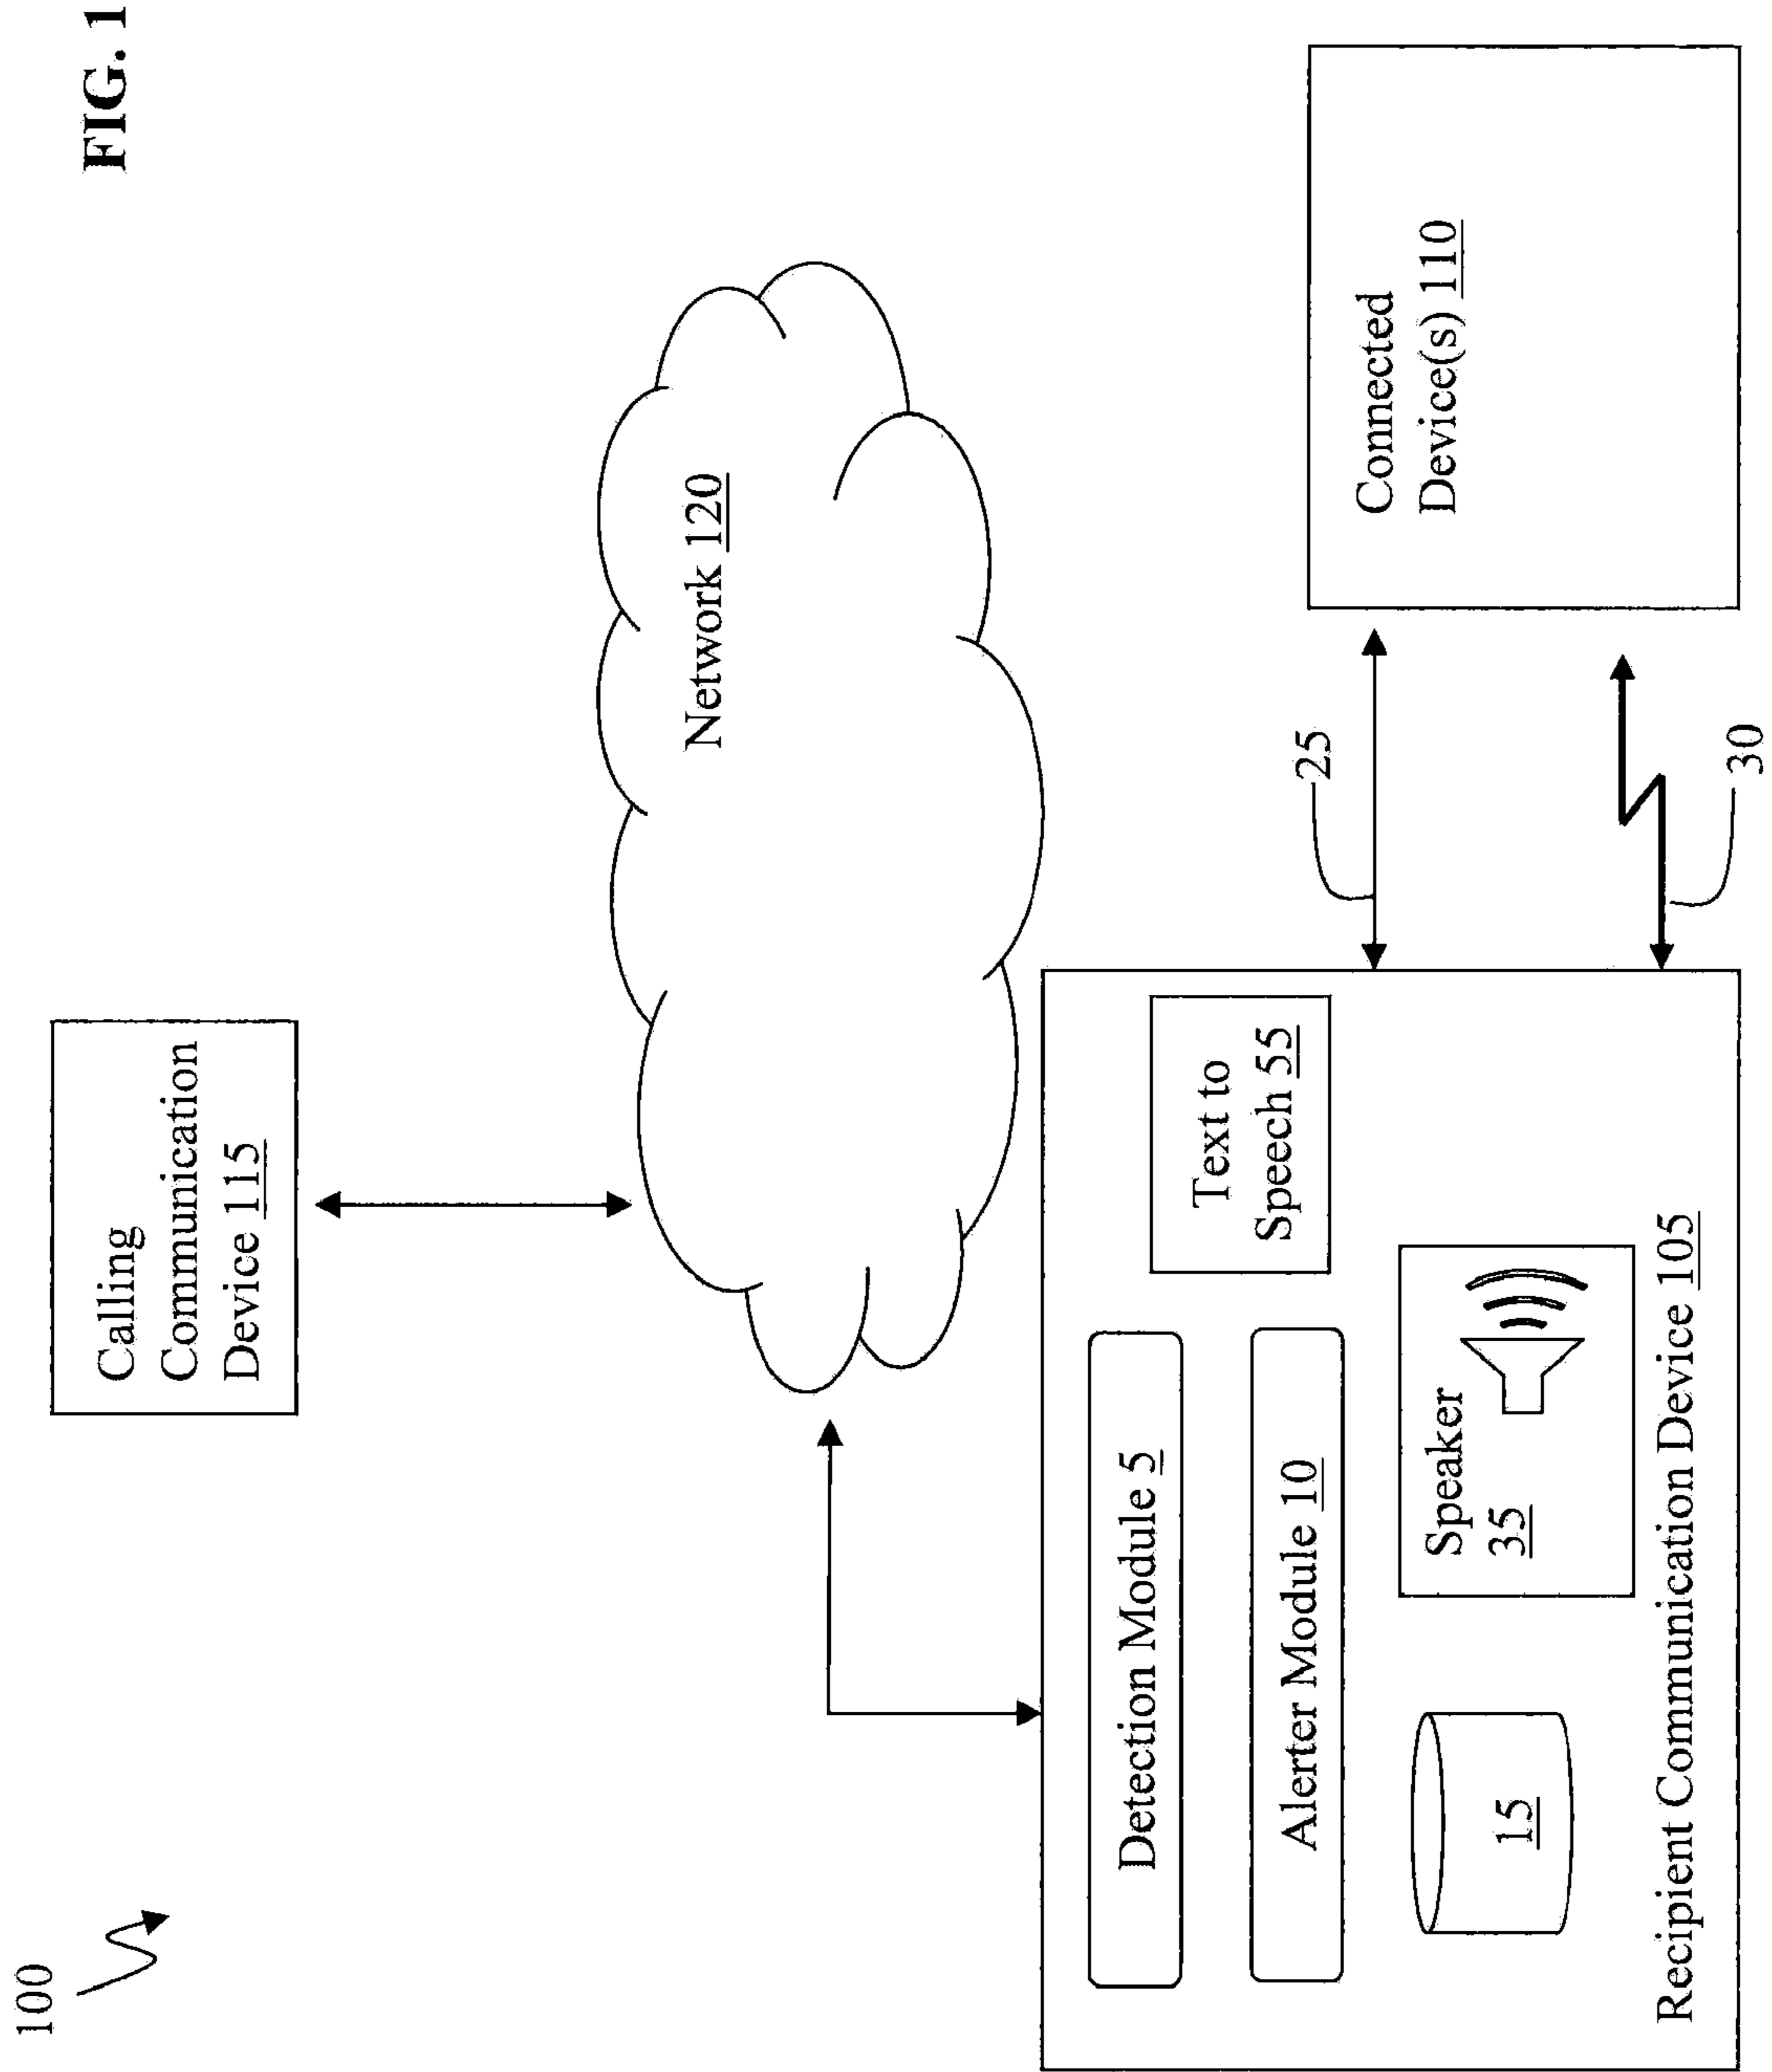 FIG. 1
100
Calling
Communication
Device 115
Network 120
Detection Module 5
Text to
Speech 55
Alerter Module 10
15
Speaker
35
Recipient Communication Device 105
25
30
Connected
Device(s) 110